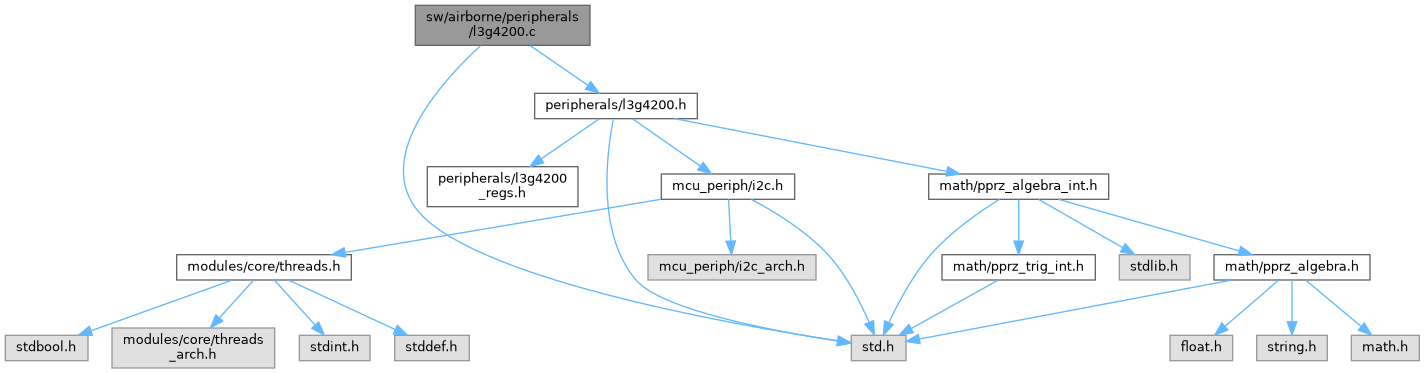 sw/airborne/peripherals
/l3g4200.c
peripherals/l3g4200.h
peripherals/l3g4200
_regs.h
mcu_periph/i2c.h
math/pprz_algebra_int.h
modules/core/threads.h
mcu_periph/i2c_arch.h
math/pprz_trig_int.h
stdlib.h
math/pprz_algebra.h
stdbool.h
modules/core/threads
_arch.h
stdint.h
stddef.h
std.h
float.h
string.h
math.h